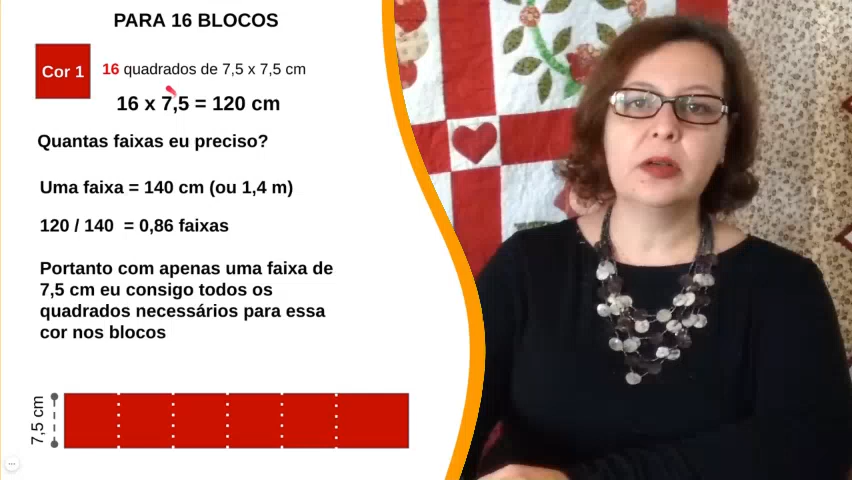 PARA 16 BLOCOS
Cor 1
16 quadrados de 7,5 x 7,5 cm
16 x 7,5 = 120 cm
Quantas faixas eu preciso?
Uma faixa = 140 cm (ou 1,4 m)
120 / 140 = 0,86 faixas
Portanto com apenas uma faixa de
7,5 cm eu consigo todos os
quadrados necessários para essa
cor nos blocos
7,5 cm